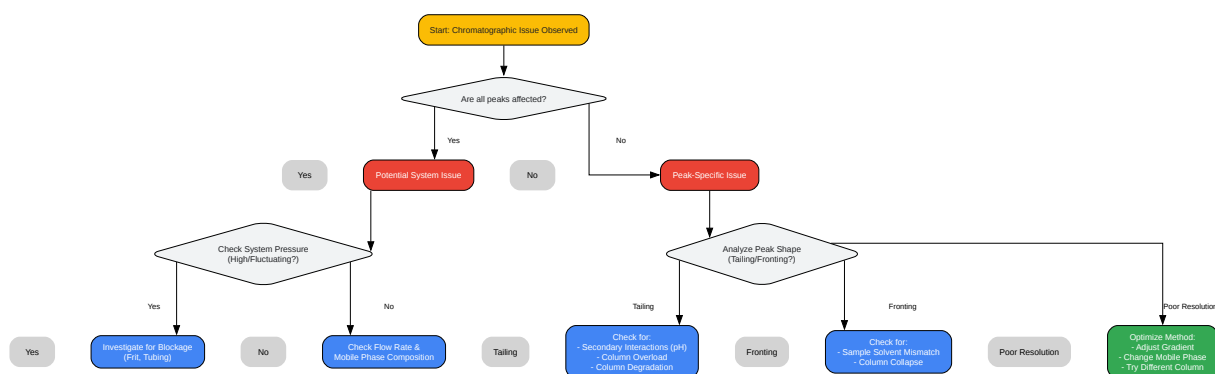 Start: Chromatographic Issue Observed
Are all peaks affected?
Yes
No
Yes
Potential System Issue
No
Peak-Specific Issue
Check System Pressure
(High/Fluctuating?)
Analyze Peak Shape
(Tailing/Fronting?)
Yes
No
Tailing
Fronting
Poor Resolution
Yes
Investigate for Blockage
(Frit, Tubing)
No
Check Flow Rate &
Mobile Phase Composition
Tailing
Check for:
- Secondary Interactions (pH)
- Column Overload
- Column Degradation
Fronting
Check for:
- Sample Solvent Mismatch
- Column Collapse
Poor Resolution
Optimize Method:
- Adjust Gradient
- Change Mobile Phase
- Try Different Column